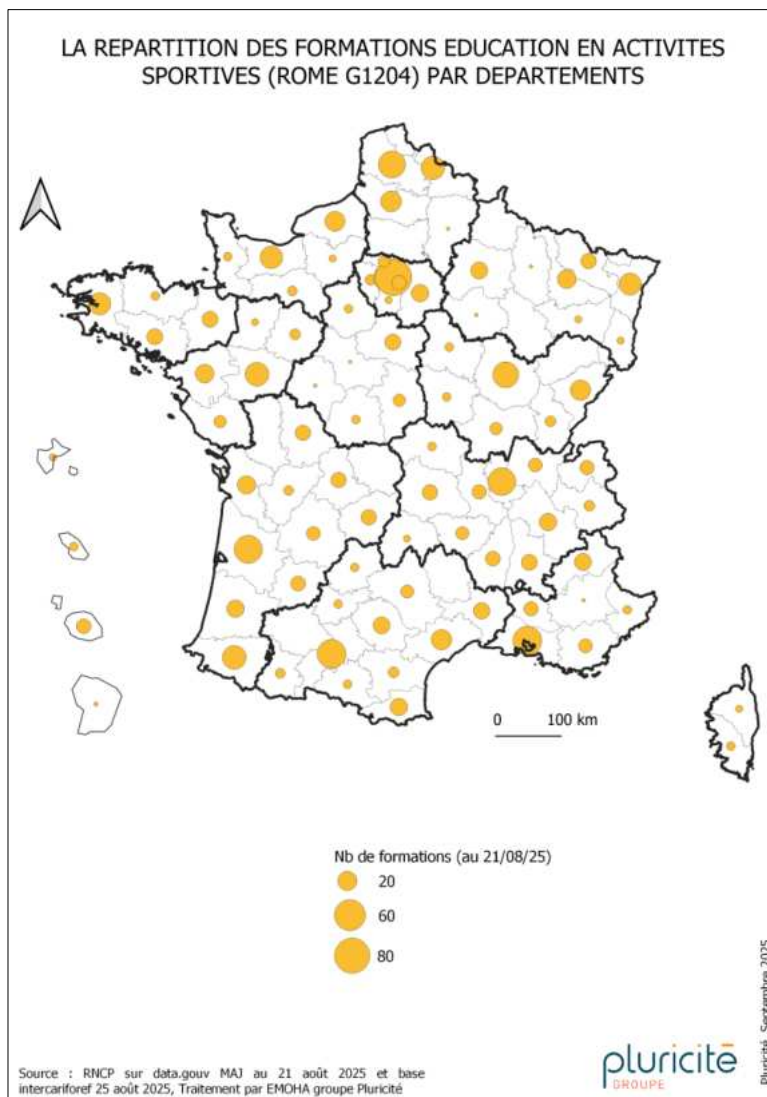 LA REPARTITION DES FORMATIONS EDUCATION EN ACTIVITES
SPORTIVES (ROME G1204) PAR DEPARTEMENTS
0 100 km
Nb de formations (au 21/08/25)
20
60
80
Source : RNCP sur data.gouv MAJ au 21 août 2025 et base
intercariforef 25 août 2025, Traitement par EMOHA groupe Pluricité
pluricité
GROUPE
Pluricité, Septembre 2025